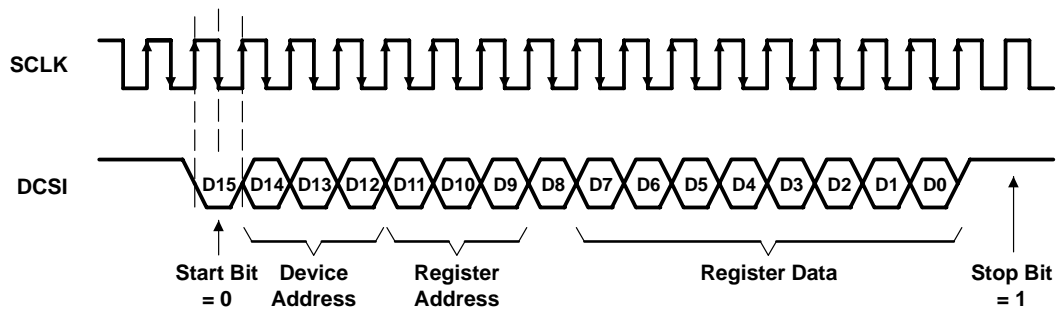 SCLK
DCSI
D15 D14 D13 D12 D11 D10 D9 D8 D7 D6 D5 D4 D3 D2 D1 D0
Start Bit
= 0
Device
Address
Register
Address
Register Data
Stop Bit
= 1